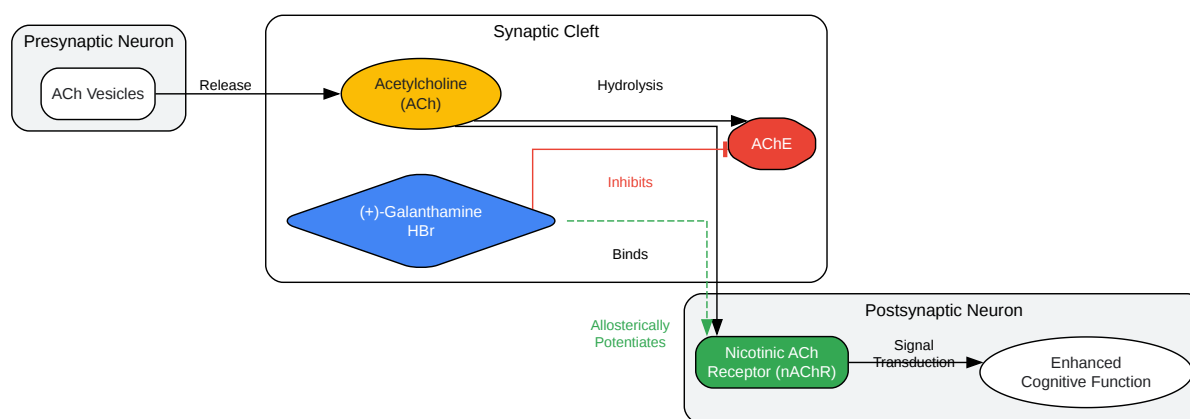 Synaptic Cleft
Presynaptic Neuron
ACh Vesicles
Release
Acetylcholine
(ACh)
Hydrolysis
AChE
Inhibits
(+)-Galanthamine
HBr
Binds
Allosterically
Potentiates
Postsynaptic Neuron
Nicotinic ACh
Receptor (nAChR)
Signal
Transduction
Enhanced
Cognitive Function